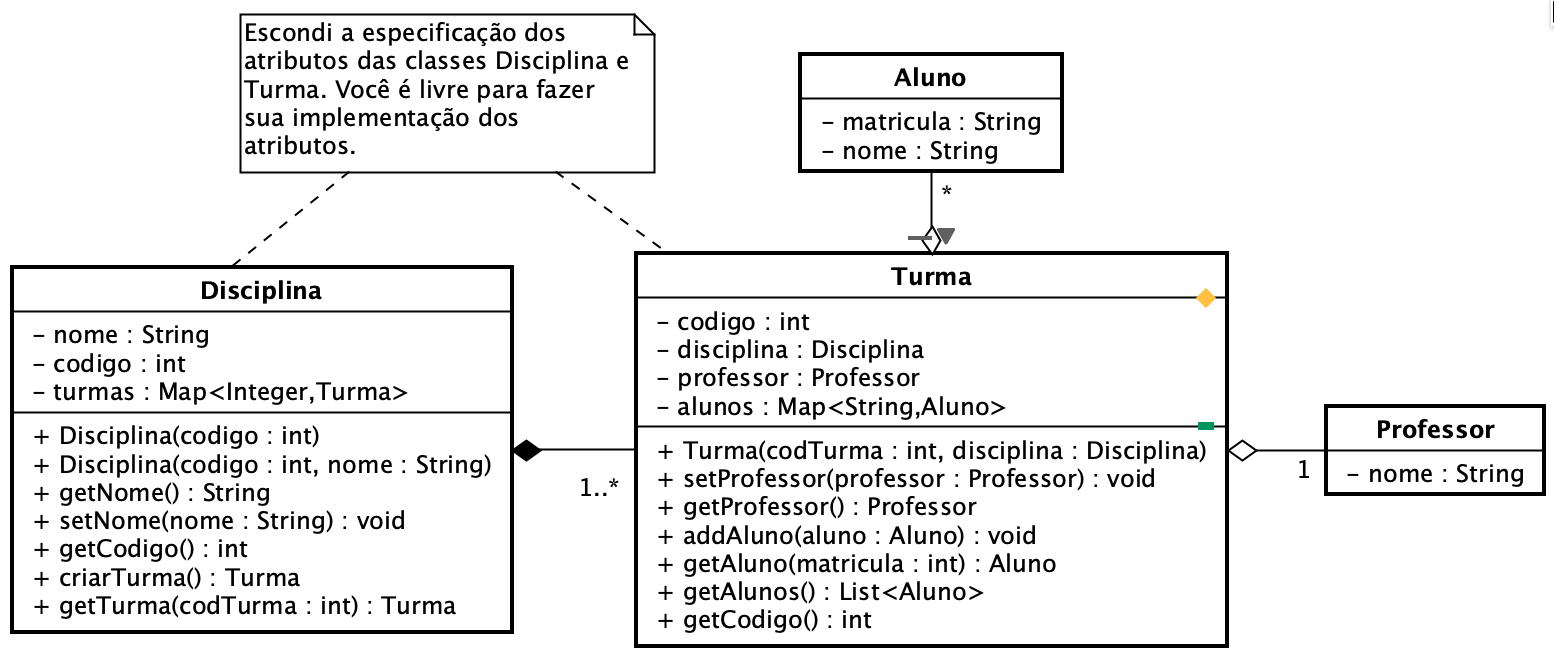 Escondi a especificação dos
atributos das classes Disciplina e
Turma. Você é livre para fazer
sua implementação dos
atributos.
Aluno
– matricula : String
– nome : String
*
Disciplina
– nome : String
– codigo : int
– turmas : Map<Integer,Turma>
+ Disciplina(codigo : int)
+ Disciplina(codigo : int, nome : String)
+ getNome() : String
+ setNome(nome : String) : void
+ getCodigo() : int
+ criarTurma() : Turma
+ getTurma(codTurma : int) : Turma
1..*
Turma
– codigo : int
– disciplina : Disciplina
– professor : Professor
– alunos : Map<String,Aluno>
+ Turma(codTurma : int, disciplina : Disciplina)
+ setProfessor(professor : Professor) : void
+ getProfessor() : Professor
+ addAluno(aluno : Aluno) : void
+ getAluno(matricula : int) : Aluno
+ getAlunos() : List<Aluno>
+ getCodigo() : int
1
Professor
– nome : String